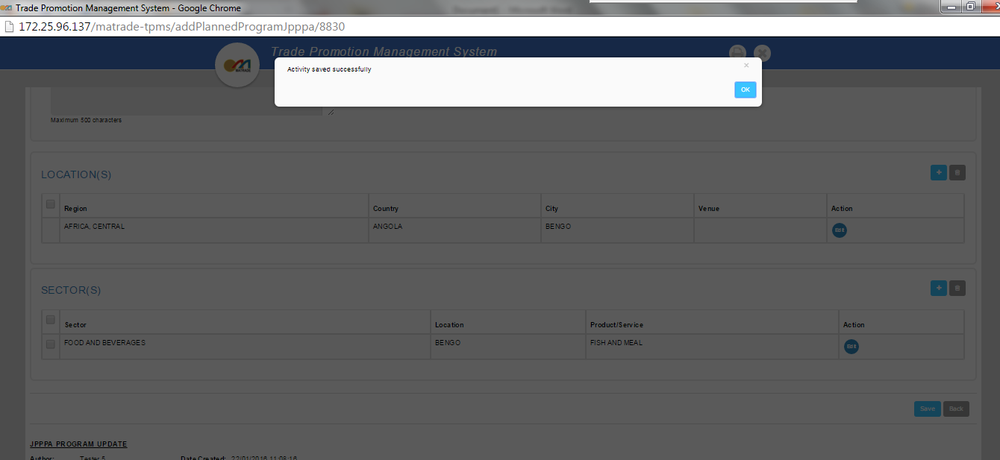 Trade Promotion Management System - Google Chrome
172.25.96.137/matrade-tpms/addPlannedProgramJpppa/8830
Trade Promotion Management System
MATRADE
Activity saved successfully
×
OK
Maximum 500 characters
LOCATION(S)
+
Region Country City Venue Action
AFRICA, CENTRAL ANGOLA BENGO Edit
SECTOR(S)
+
Sector Location Product/Service Action
FOOD AND BEVERAGES BENGO FISH AND MEAL Edit
Save Back
JPPPA PROGRAM UPDATE
Author: Tester 5 Date Created: 22/01/2016 11:08:16